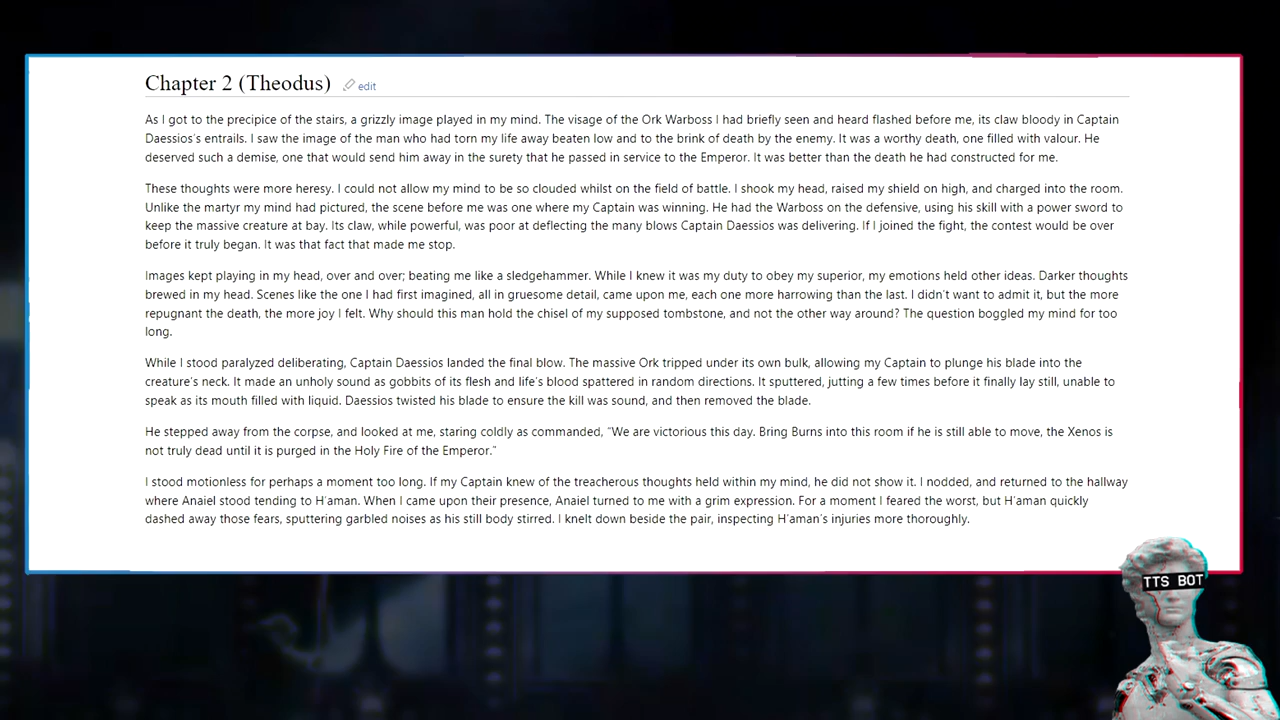 Chapter 2 (Theodus) edit
As I got to the precipice of the stairs, a grizzly image played in my mind. The visage of the Ork Warboss I had briefly seen and heard flashed before me, its claw bloody in Captain
Daessios's entrails. I saw the image of the man who had torn my life away beaten low and to the brink of death by the enemy. It was a worthy death, one filled with valour. He
deserved such a demise, one that would send him away in the surety that he passed in service to the Emperor. It was better than the death he had constructed for me.
These thoughts were more heresy. I could not allow my mind to be so clouded whilst on the field of battle. I shook my head, raised my shield on high, and charged into the room.
Unlike the martyr my mind had pictured, the scene before me was one where my Captain was winning. He had the Warboss on the defensive, using his skill with a power sword to
keep the massive creature at bay. Its claw, while powerful, was poor at deflecting the many blows Captain Daessios was delivering. If I joined the fight, the contest would be over
before it truly began. It was that fact that made me stop.
Images kept playing in my head, over and over; beating me like a sledgehammer. While I knew it was my duty to obey my superior, my emotions held other ideas. Darker thoughts
brewed in my head. Scenes like the one I had first imagined, all in gruesome detail, came upon me, each one more harrowing than the last. I didn't want to admit it, but the more
repugnant the death, the more joy I felt. Why should this man hold the chisel of my supposed tombstone, and not the other way around? The question boggled my mind for too
long.
While I stood paralyzed deliberating, Captain Daessios landed the final blow. The massive Ork tripped under its own bulk, allowing my Captain to plunge his blade into the
creature's neck. It made an unholy sound as gobbits of its flesh and life's blood spattered in random directions. It sputtered, jutting a few times before it finally lay still, unable to
speak as its mouth filled with liquid. Daessios twisted his blade to ensure the kill was sound, and then removed the blade.
He stepped away from the corpse, and looked at me, staring coldly as commanded, "We are victorious this day. Bring Burns into this room if he is still able to move, the Xenos is
not truly dead until it is purged in the Holy Fire of the Emperor."
I stood motionless for perhaps a moment too long. If my Captain knew of the treacherous thoughts held within my mind, he did not show it. I nodded, and returned to the hallway
where Anaiel stood tending to H'aman. When I came upon their presence, Anaiel turned to me with a grim expression. For a moment I feared the worst, but H'aman quickly
dashed away those fears, sputtering garbled noises as his still body stirred. I knelt down beside the pair, inspecting H'aman's injuries more thoroughly.
TTS BOT